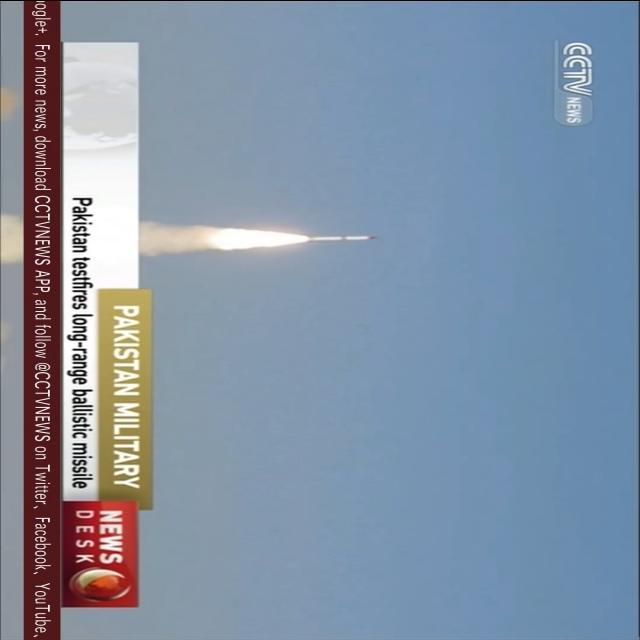 CCTV NEWS
PAKISTAN MILITARY
Pakistan testfires long-range ballistic missile
NEWS
DESK
ogle+, For more news, download CCTVNEWS APP, and follow @CCTVNEWS on Twitter, Facebook, YouTube,